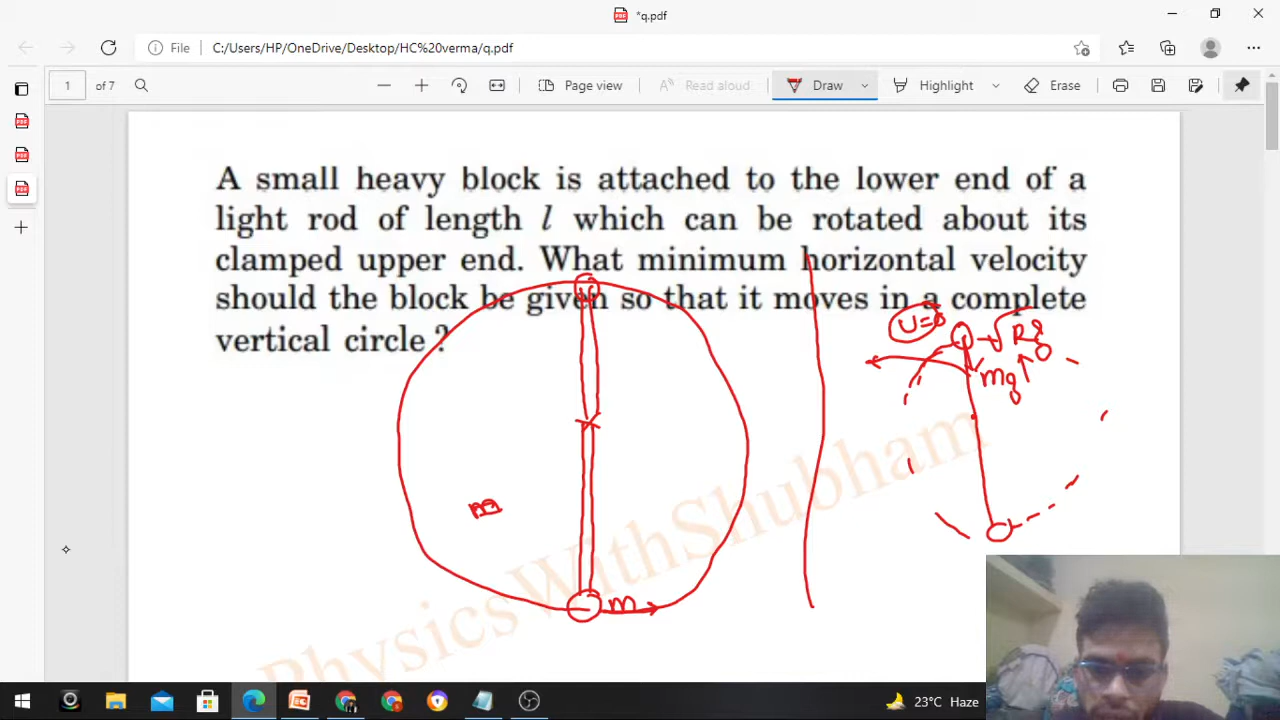 *q.pdf
File
C:/Users/HP/OneDrive/Desktop/HC%20verma/q.pdf
1 of 7
Page view
Read aloud
Draw
Highlight
Erase
A small heavy block is attached to the lower end of a
light rod of length l which can be rotated about its
clamped upper end. What minimum horizontal velocity
should the block be given so that it moves in a complete
vertical circle ?
U=0
√Rg
mg
m
PhysicsWithShubham
23°C Haze